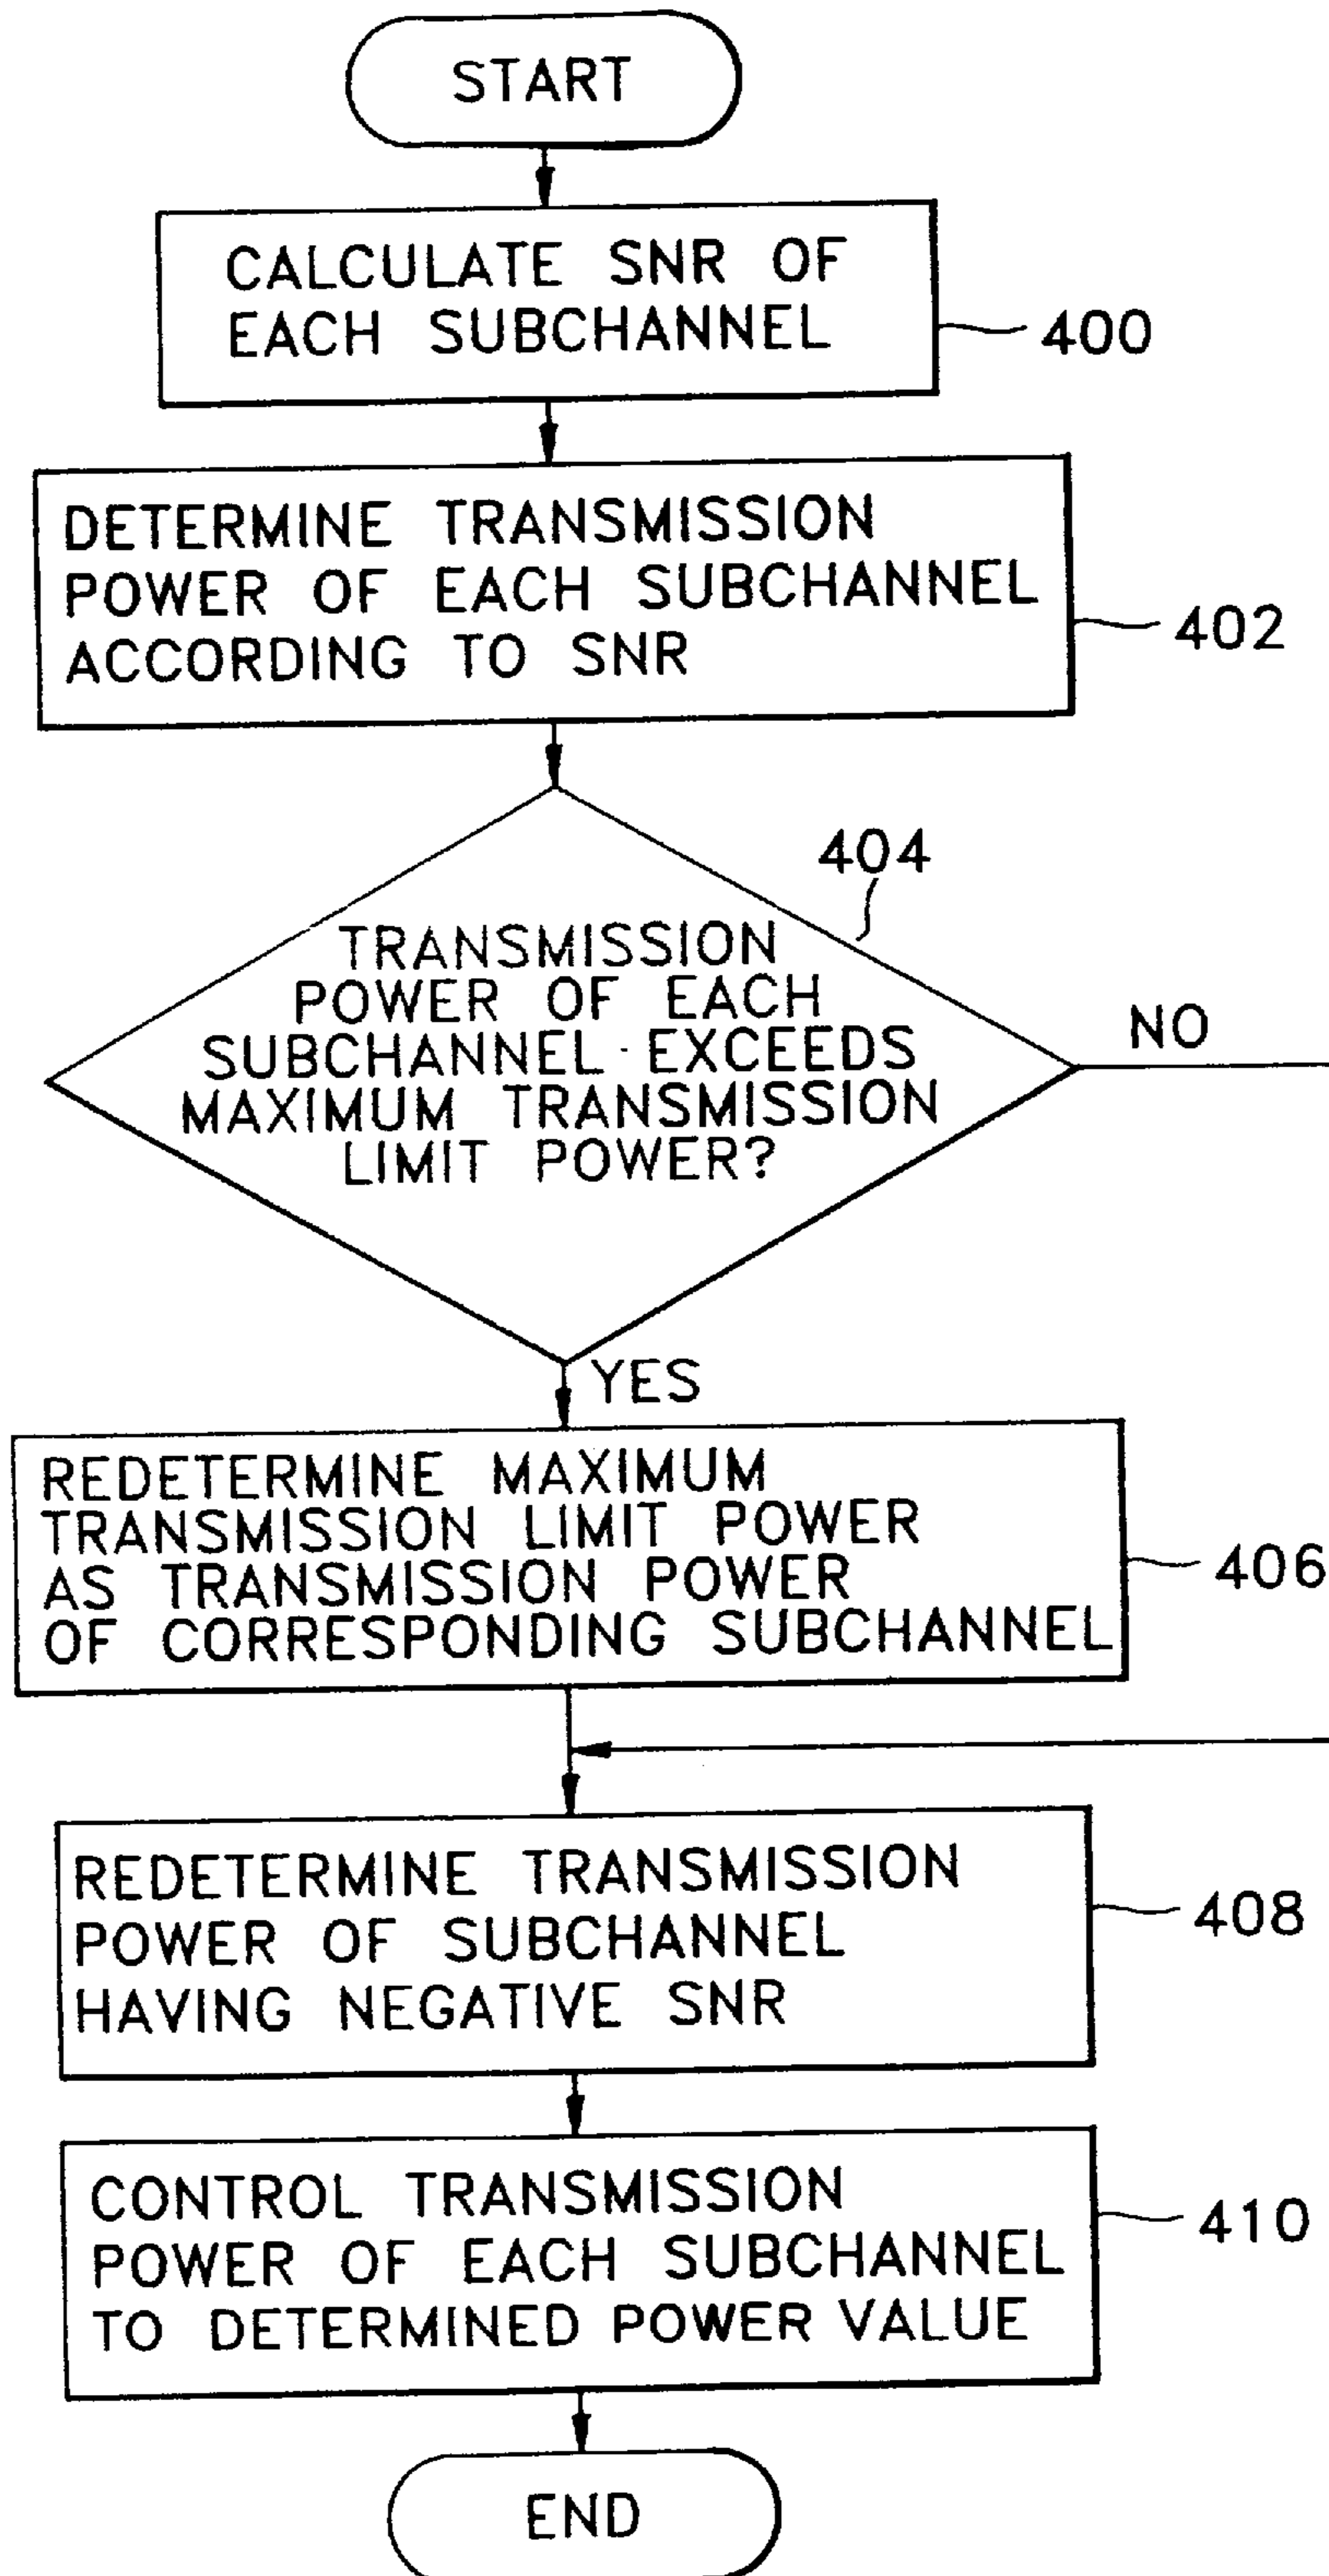 START
CALCULATE SNR OF
EACH SUBCHANNEL
400
DETERMINE TRANSMISSION
POWER OF EACH SUBCHANNEL
ACCORDING TO SNR
402
404
TRANSMISSION
POWER OF EACH
SUBCHANNEL EXCEEDS
MAXIMUM TRANSMISSION
LIMIT POWER?
NO
YES
REDETERMINE MAXIMUM
TRANSMISSION LIMIT POWER
AS TRANSMISSION POWER
OF CORRESPONDING SUBCHANNEL
406
REDETERMINE TRANSMISSION
POWER OF SUBCHANNEL
HAVING NEGATIVE SNR
408
CONTROL TRANSMISSION
POWER OF EACH SUBCHANNEL
TO DETERMINED POWER VALUE
410
END